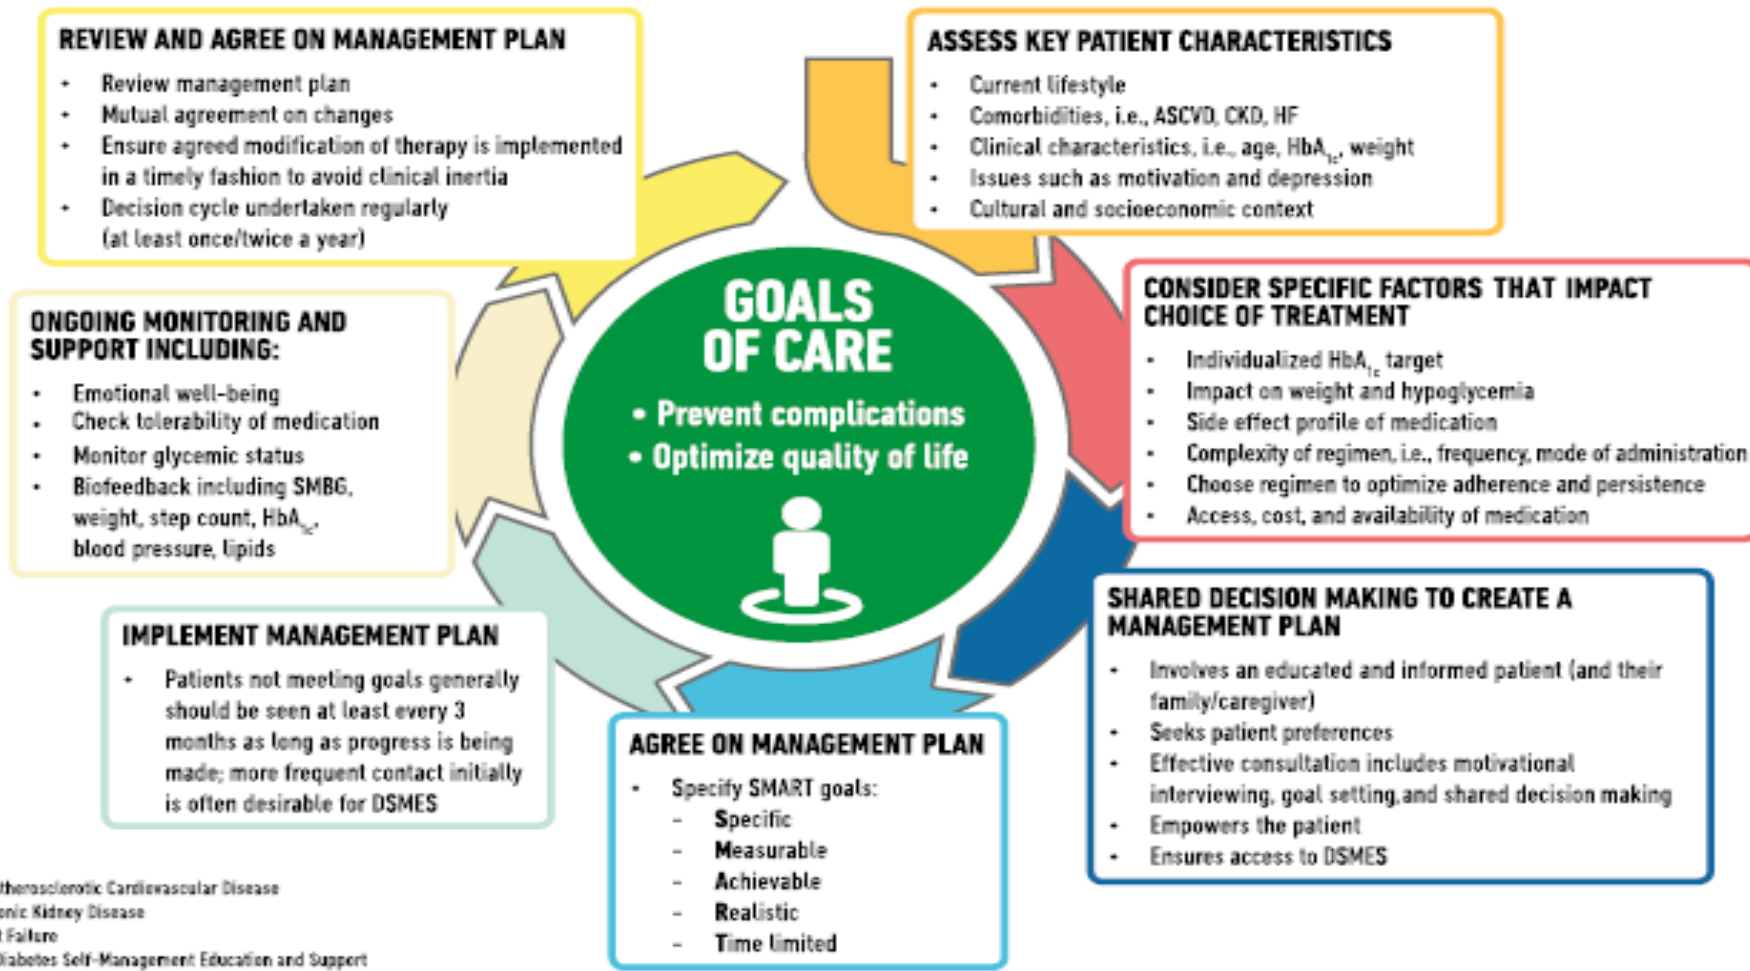 REVIEW AND AGREE ON MANAGEMENT PLAN
• Review management plan
• Mutual agreement on changes
• Ensure agreed modification of therapy is implemented
in a timely fashion to avoid clinical inertia
• Decision cycle undertaken regularly
(at least once/twice a year)
ASSESS KEY PATIENT CHARACTERISTICS
• Current lifestyle
• Comorbidities, i.e., ASCVD, CKD, HF
• Clinical characteristics, i.e., age, HbA1c, weight
• Issues such as motivation and depression
• Cultural and socioeconomic context
CONSIDER SPECIFIC FACTORS THAT IMPACT
CHOICE OF TREATMENT
• Individualized HbA1c target
• Impact on weight and hypoglycemia
• Side effect profile of medication
• Complexity of regimen, i.e., frequency, mode of administration
• Choose regimen to optimize adherence and persistence
• Access, cost, and availability of medication
SHARED DECISION MAKING TO CREATE A
MANAGEMENT PLAN
• Involves an educated and informed patient (and their
family/caregiver)
• Seeks patient preferences
• Effective consultation includes motivational
interviewing, goal setting, and shared decision making
• Empowers the patient
• Ensures access to DSMES
AGREE ON MANAGEMENT PLAN
• Specify SMART goals:
– Specific
– Measurable
– Achievable
– Realistic
– Time limited
IMPLEMENT MANAGEMENT PLAN
• Patients not meeting goals generally
should be seen at least every 3
months as long as progress is being
made; more frequent contact initially
is often desirable for DSMES
ONGOING MONITORING AND
SUPPORT INCLUDING:
• Emotional well-being
• Check tolerability of medication
• Monitor glycemic status
• Biofeedback including SMBG,
weight, step count, HbA1c,
blood pressure, lipids
GOALS
OF CARE
• Prevent complications
• Optimize quality of life
therosclerotic Cardiovascular Disease
onic Kidney Disease
t Failure
Diabetes Self-Management Education and Support